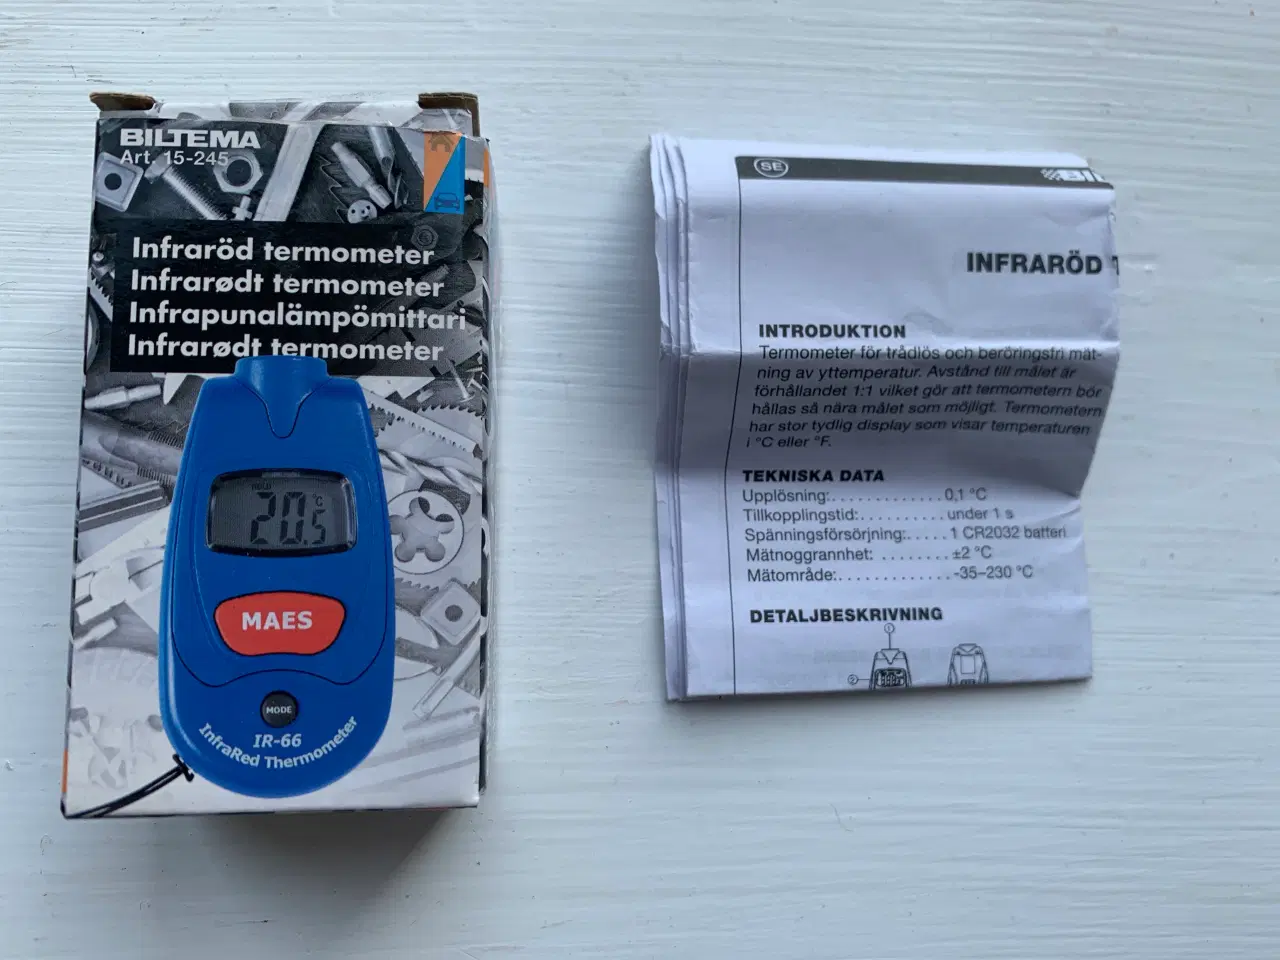 BILTEMA
Art. 15-245
Infraröd termometer
Infrarødt termometer
Infrapunalämpömittari
Infrarødt termometer
HOLD
20.5 °C
MAES
MODE
IR-66
InfraRed Thermometer
SE
INFRARÖD
INTRODUKTION
Termometer för trådlös och beröringsfri mät-
ning av yttemperatur. Avstånd till målet är
förhållandet 1:1 vilket gör att termometern bör
hållas så nära målet som möjligt. Termometern
har stor tydlig display som visar temperaturen
i °C eller °F.
TEKNISKA DATA
Upplösning:. . . . . . . . . . . . 0,1 °C
Tillkopplingstid:. . . . . . . . . . under 1 s
Spänningsförsörjning:. . . . . 1 CR2032 batteri
Mätnoggrannhet: . . . . . . . . ±2 °C
Mätområde:. . . . . . . . . . . . -35–230 °C
DETALJBESKRIVNING
1
2